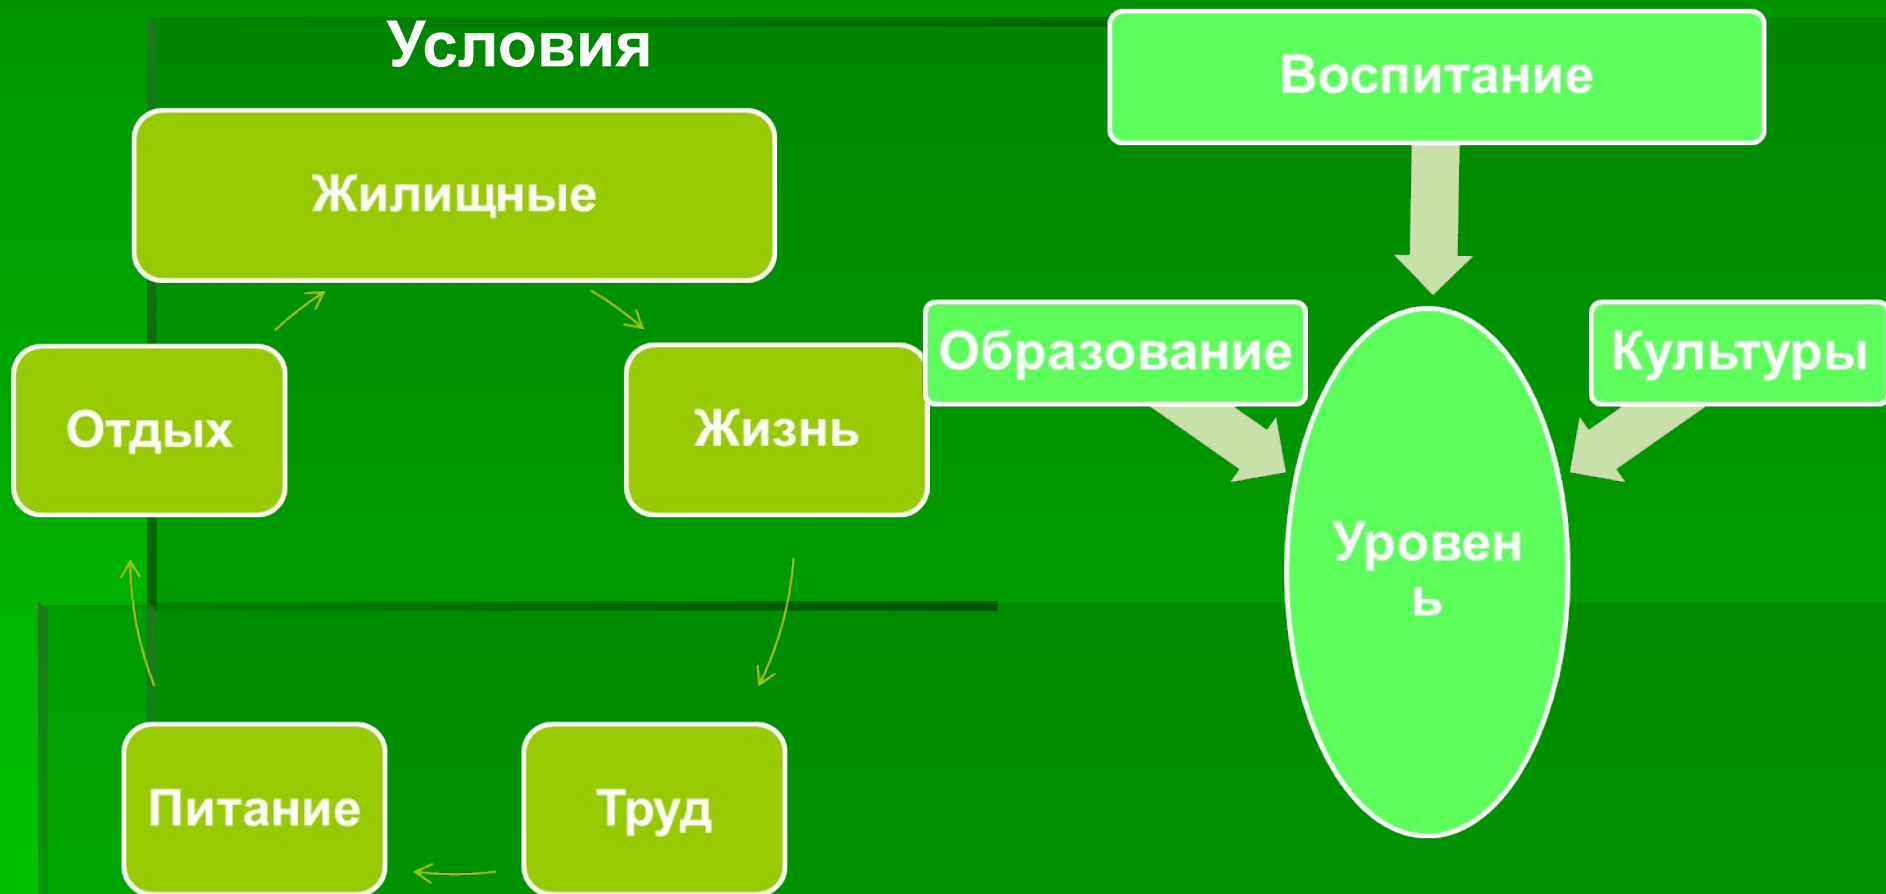 Условия
Жилищные
Отдых
Жизнь
Питание
Труд
Воспитание
Образование
Культуры
Уровен
ь